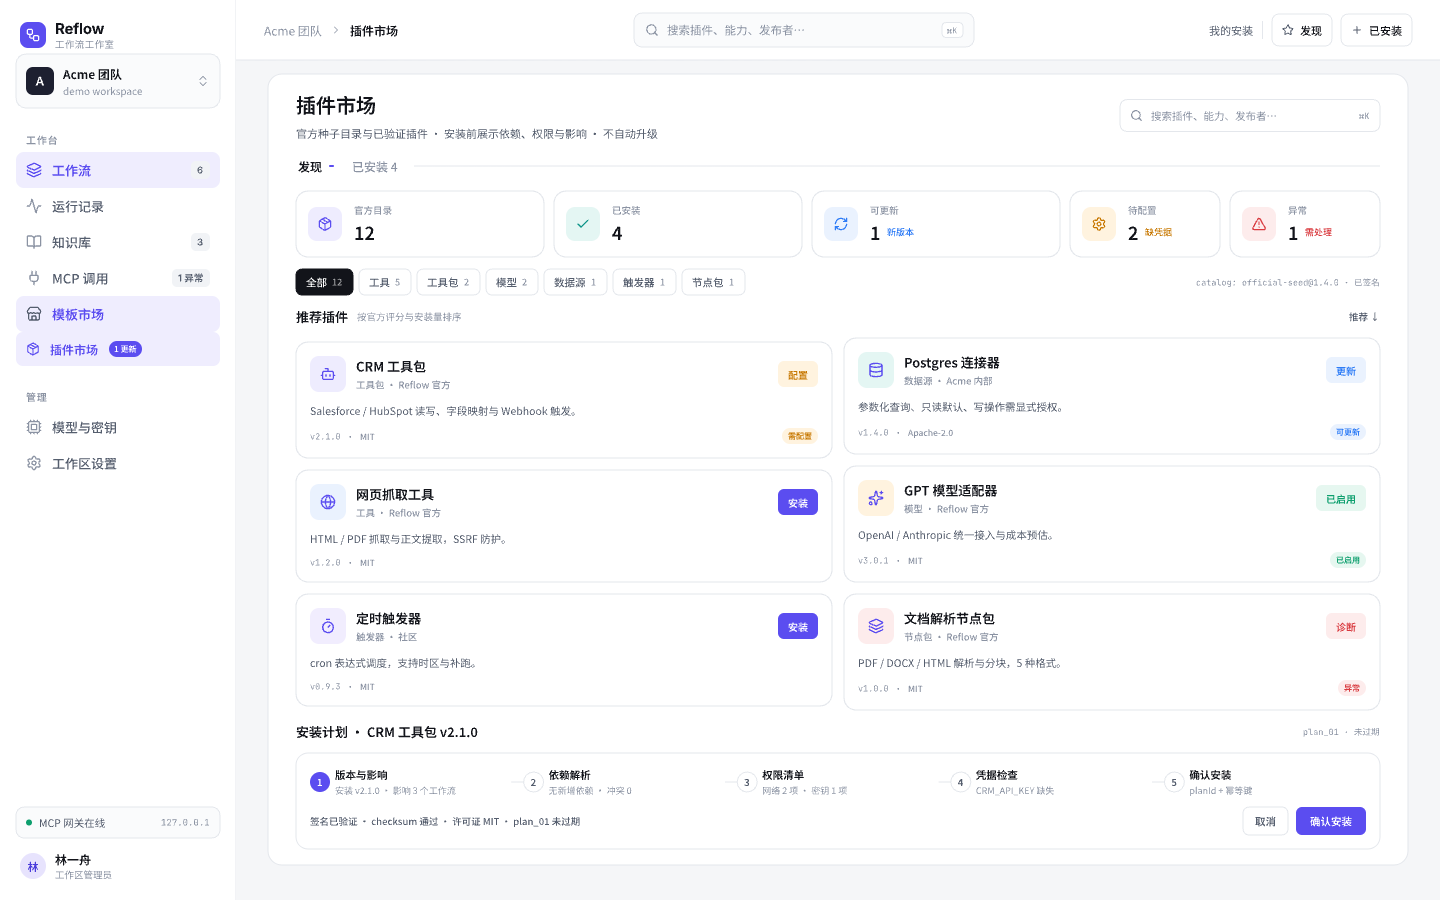 Reflow
工作流工作室
A
Acme 团队
demo workspace
工作台
工作流 6
运行记录
知识库 3
MCP 调用 1 异常
模板市场
插件市场 1 更新
管理
模型与密钥
工作区设置
MCP 网关在线 127.0.0.1
林 林一舟
工作区管理员
Acme 团队 > 插件市场
搜索插件、能力、发布者… ⌘K
我的安装 发现 已安装
插件市场
官方种子目录与已验证插件 · 安装前展示依赖、权限与影响 · 不自动升级
搜索插件、能力、发布者… ⌘K
发现 已安装 4
官方目录
12
已安装
4
可更新
1 新版本
待配置
2 缺凭据
异常
1 需处理
全部 12 工具 5 工具包 2 模型 2 数据源 1 触发器 1 节点包 1
catalog: official-seed@1.4.0 · 已签名
推荐插件 按官方评分与安装量排序
推荐 ↓
CRM 工具包
工具包 · Reflow 官方
配置
Salesforce / HubSpot 读写、字段映射与 Webhook 触发。
v2.1.0 · MIT
需配置
Postgres 连接器
数据源 · Acme 内部
更新
参数化查询、只读默认、写操作需显式授权。
v1.4.0 · Apache-2.0
可更新
网页抓取工具
工具 · Reflow 官方
安装
HTML / PDF 抓取与正文提取，SSRF 防护。
v1.2.0 · MIT
GPT 模型适配器
模型 · Reflow 官方
已启用
OpenAI / Anthropic 统一接入与成本预估。
v3.0.1 · MIT
已启用
定时触发器
触发器 · 社区
安装
cron 表达式调度，支持时区与补跑。
v0.9.3 · MIT
文档解析节点包
节点包 · Reflow 官方
诊断
PDF / DOCX / HTML 解析与分块，5 种格式。
v1.0.0 · MIT
异常
安装计划 · CRM 工具包 v2.1.0
plan_01 · 未过期
1 版本与影响
安装 v2.1.0 · 影响 3 个工作流
2 依赖解析
无新增依赖 · 冲突 0
3 权限清单
网络 2 项 · 密钥 1 项
4 凭据检查
CRM_API_KEY 缺失
5 确认安装
planId + 幂等键
签名已验证 · checksum 通过 · 许可证 MIT · plan_01 未过期
取消 确认安装